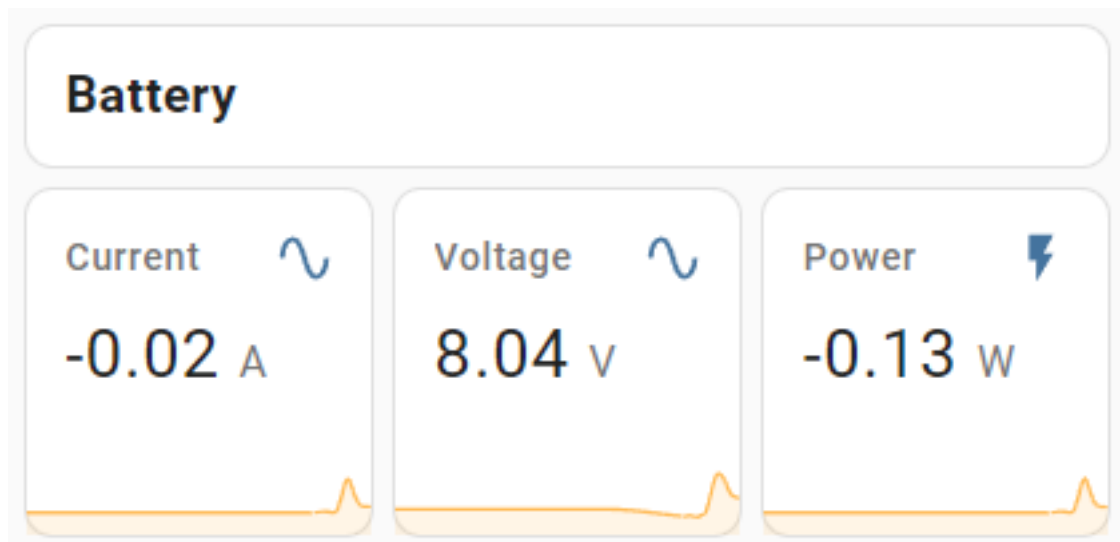 Battery
Current
-0.02 A
Voltage
8.04 V
Power
-0.13 W